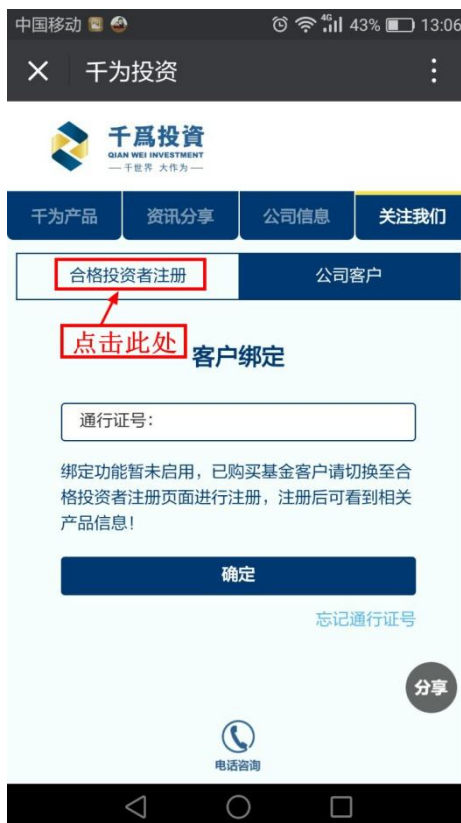 中国移动 4G 43% 13:06
千为投资
千爲投資
QIAN WEI INVESTMENT
千世界 大作为
千为产品 资讯分享 公司信息 关注我们
合格投资者注册 公司客户
点击此处
客户绑定
通行证号：
绑定功能暂未启用，已购买基金客户请切换至合
格投资者注册页面进行注册，注册后可看到相关
产品信息！
确定
忘记通行证号
分享
电话咨询